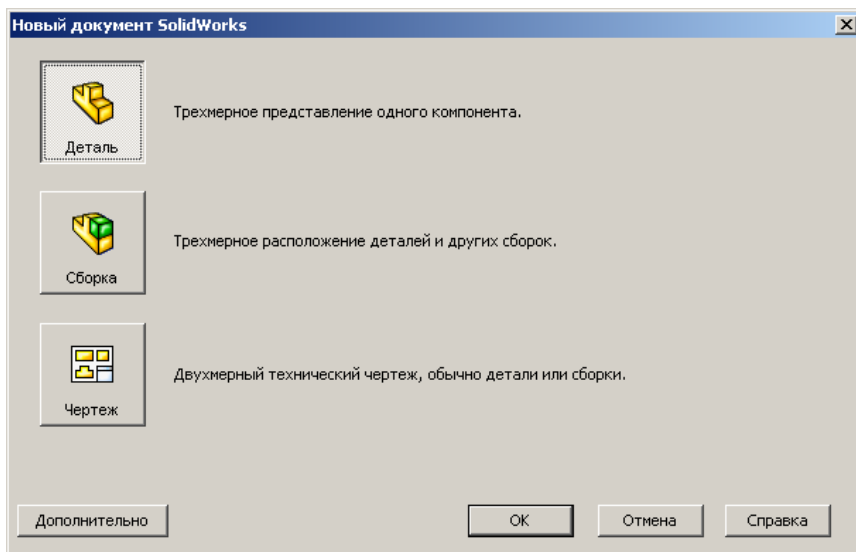 Новый документ SolidWorks
Деталь
Трехмерное представление одного компонента.
Сборка
Трехмерное расположение деталей и других сборок.
Чертеж
Двухмерный технический чертеж, обычно детали или сборки.
Дополнительно
OK
Отмена
Справка